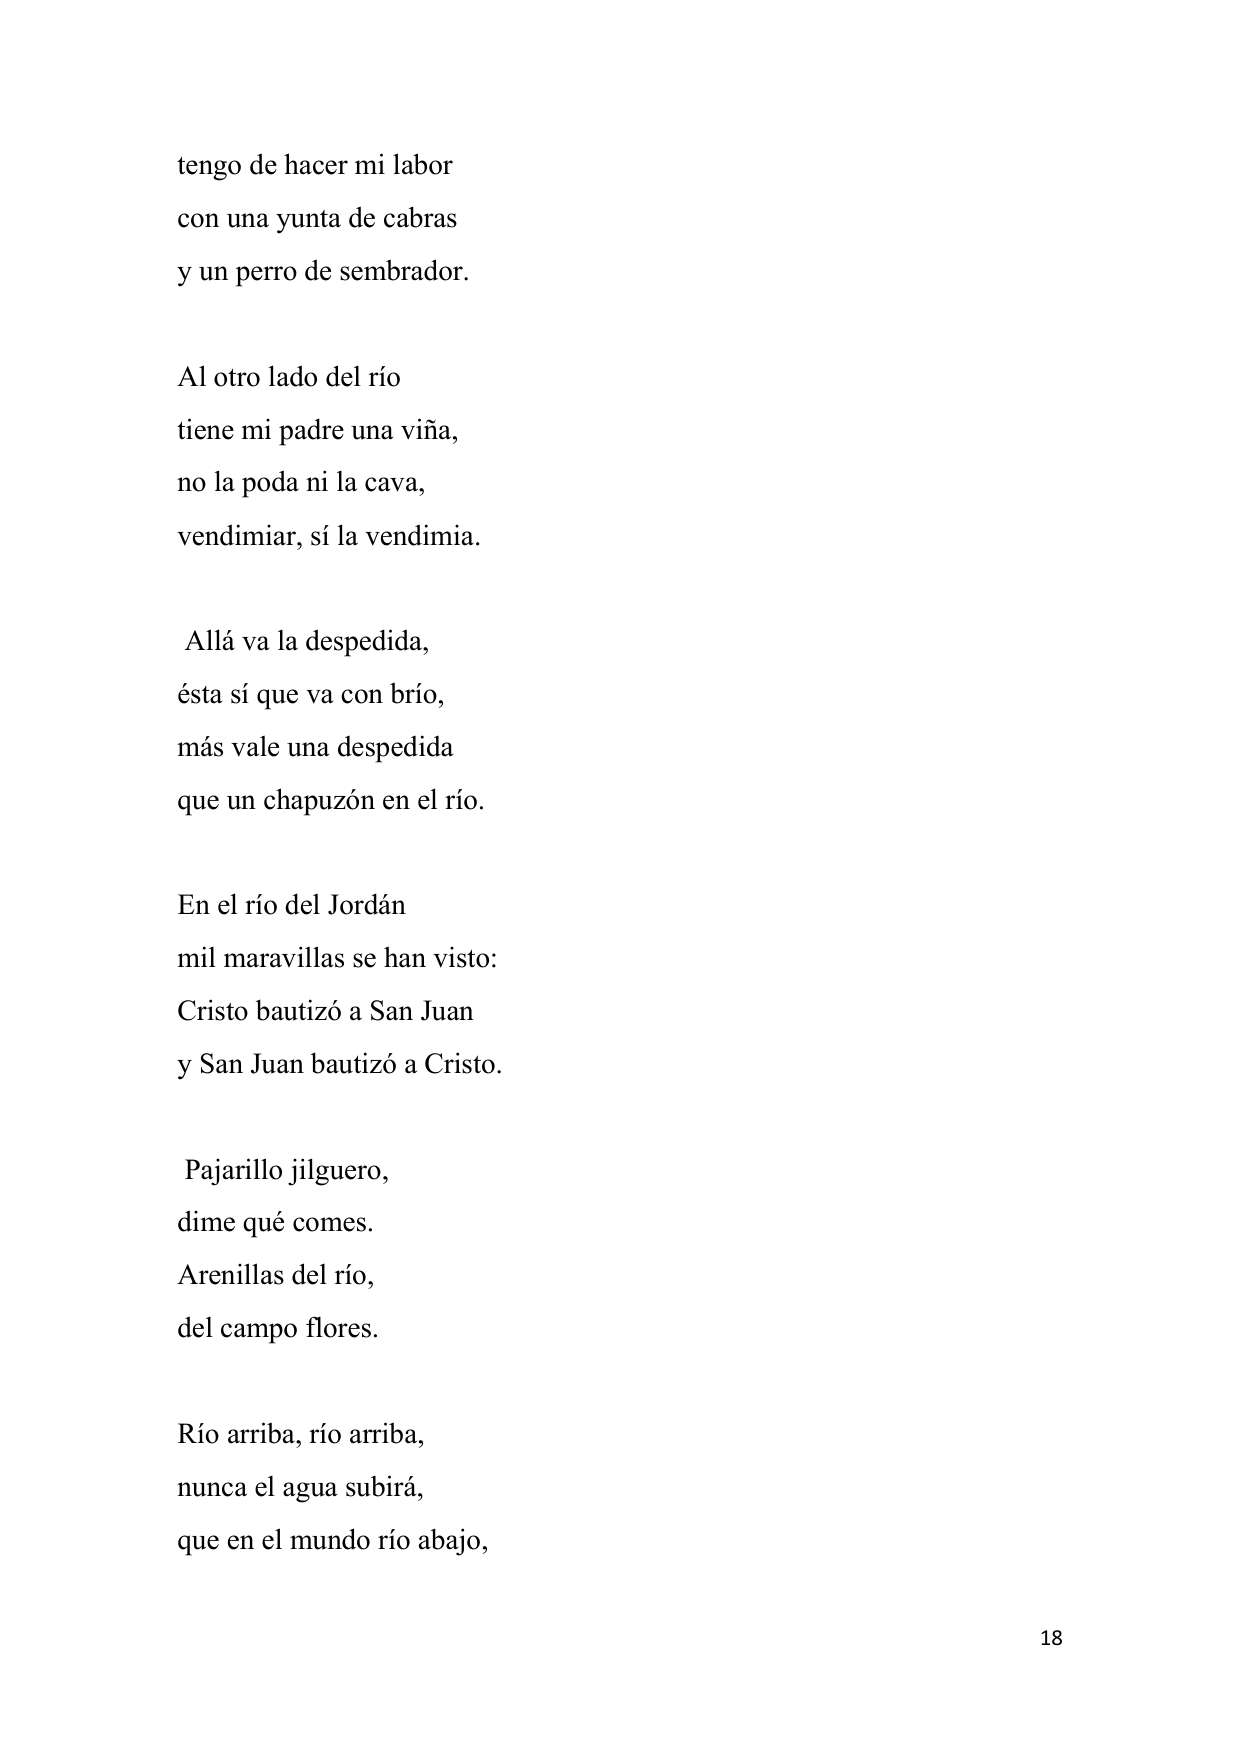 tengo de hacer mi labor
con una yunta de cabras
y un perro de sembrador.

Al otro lado del río
tiene mi padre una viña,
no la poda ni la cava,
vendimiar, sí la vendimia.

Allá va la despedida,
ésta sí que va con brío,
más vale una despedida
que un chapuzón en el río.

En el río del Jordán
mil maravillas se han visto:
Cristo bautizó a San Juan
y San Juan bautizó a Cristo.

Pajarillo jilguero,
dime qué comes.
Arenillas del río,
del campo flores.

Río arriba, río arriba,
nunca el agua subirá,
que en el mundo río abajo,

18